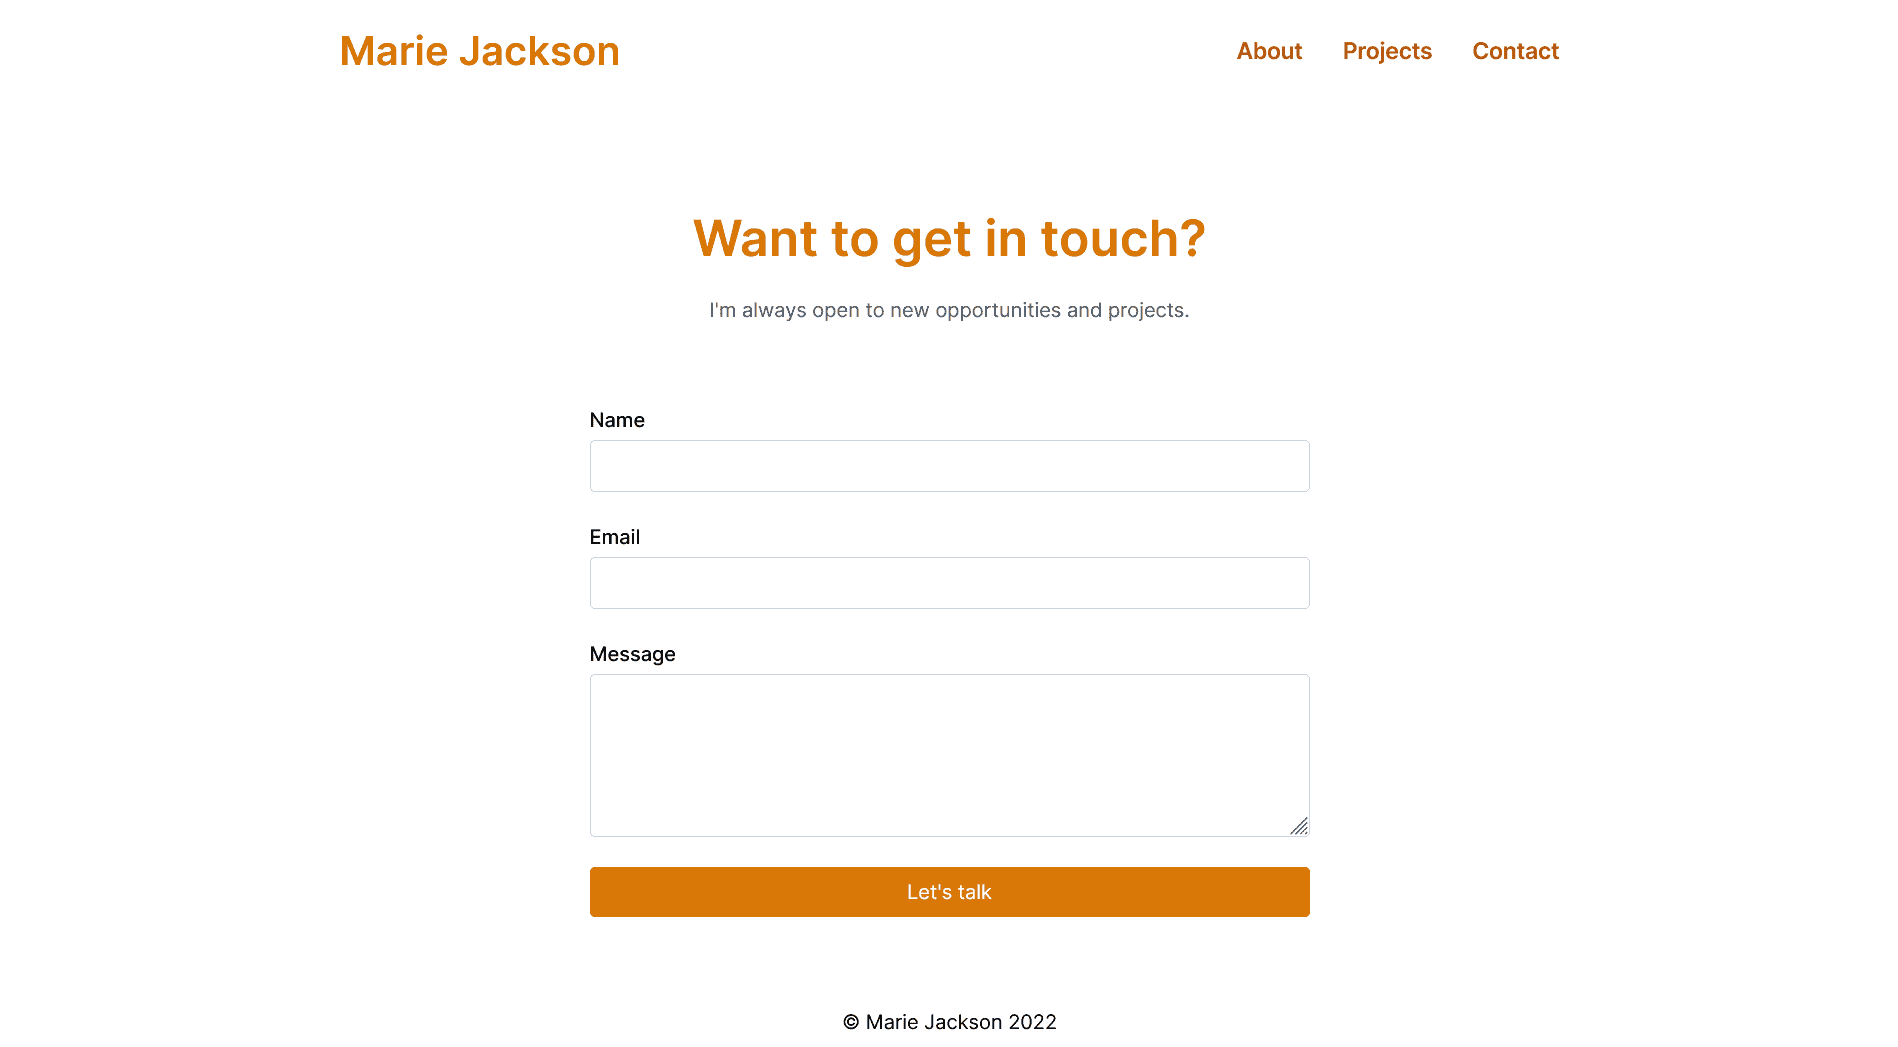 Marie Jackson
About Projects Contact
Want to get in touch?
I'm always open to new opportunities and projects.
Name
Email
Message
Let's talk
© Marie Jackson 2022